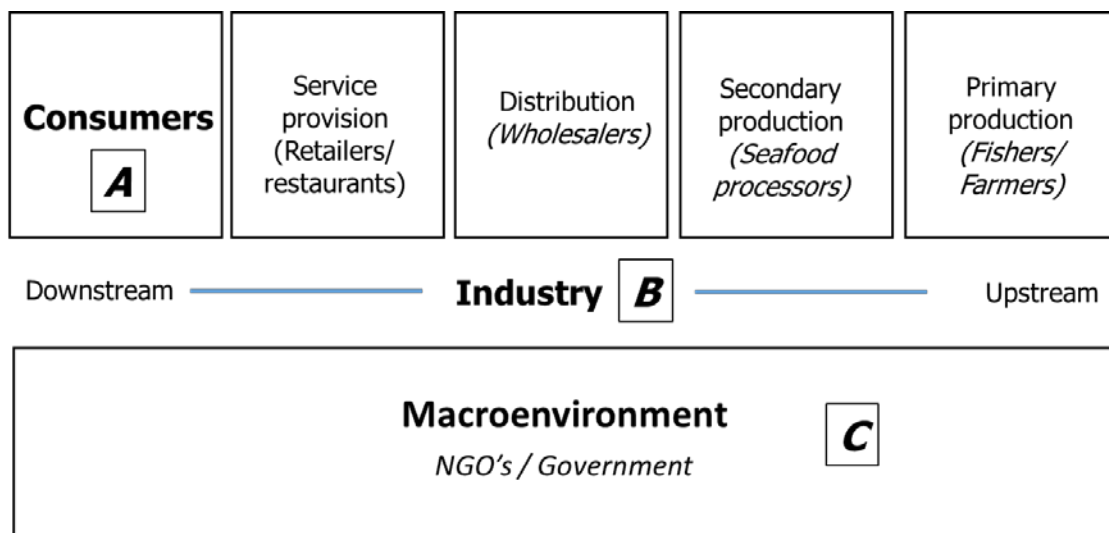 Consumers
A
Service
provision
(Retailers/
restaurants)
Distribution
(Wholesalers)
Secondary
production
(Seafood
processors)
Primary
production
(Fishers/
Farmers)
Downstream
Industry B
Upstream
Macroenvironment
C
NGO's / Government